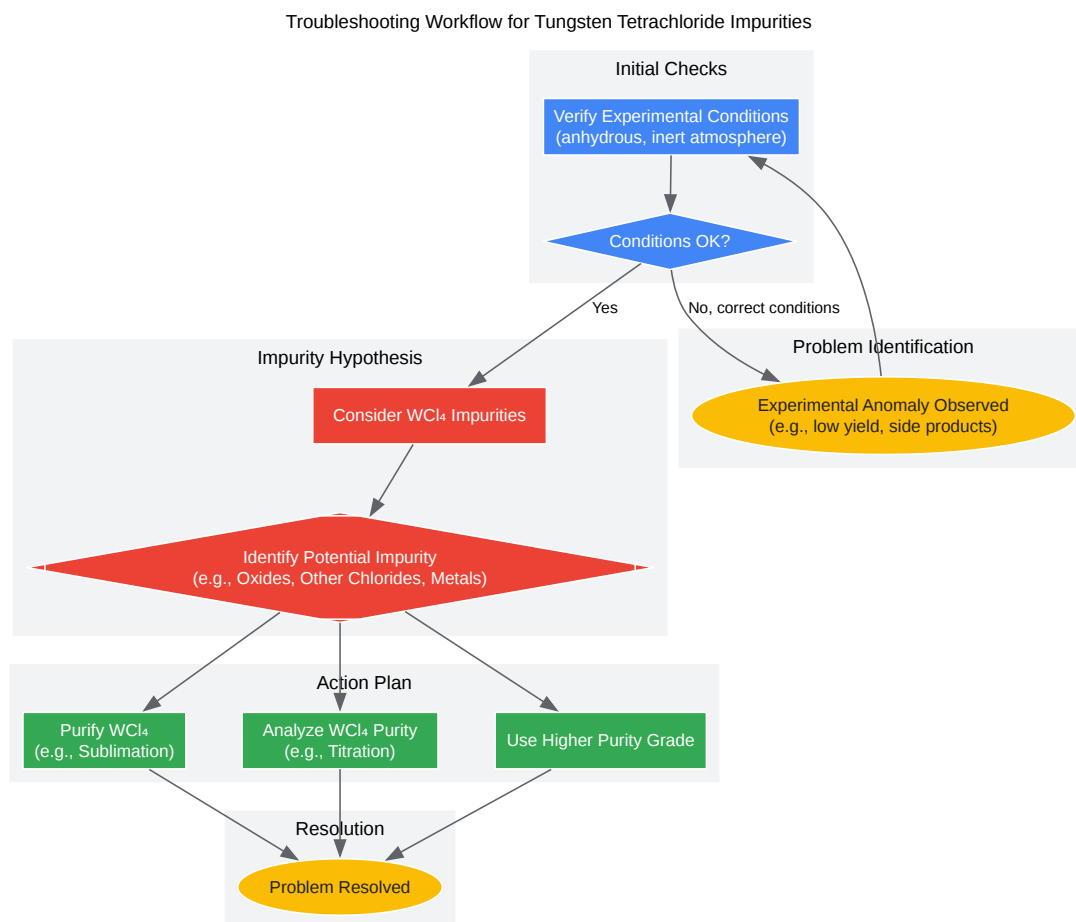 Troubleshooting Workflow for Tungsten Tetrachloride Impurities
Initial Checks
Verify Experimental Conditions
(anhydrous, inert atmosphere)
Conditions OK?
Yes
No, correct conditions
Problem Identification
Experimental Anomaly Observed
(e.g., low yield, side products)
Impurity Hypothesis
Consider WCl₄ Impurities
Identify Potential Impurity
(e.g., Oxides, Other Chlorides, Metals)
Action Plan
Purify WCl₄
(e.g., Sublimation)
Analyze WCl₄ Purity
(e.g., Titration)
Use Higher Purity Grade
Resolution
Problem Resolved